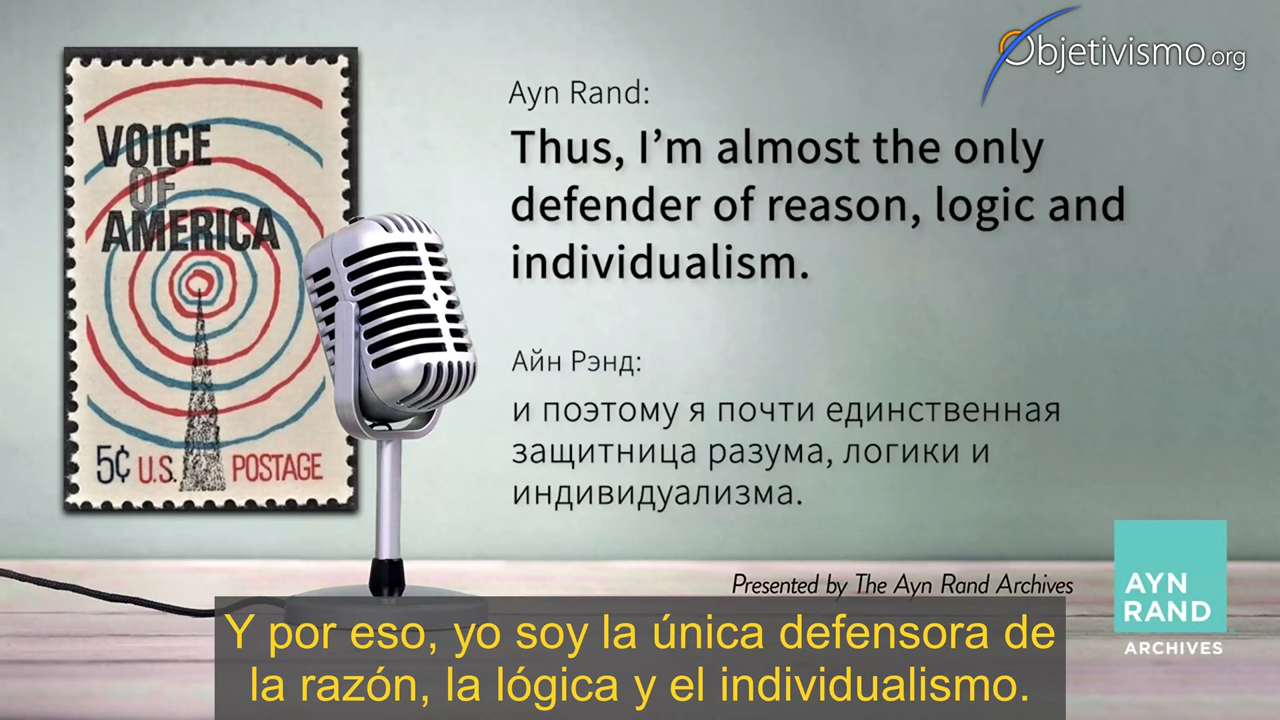 Objetivismo.org
VOICE
OF
AMERICA
5¢ U.S. POSTAGE
Ayn Rand:
Thus, I’m almost the only
defender of reason, logic and
individualism.
Айн Рэнд:
и поэтому я почти единственная
защитница разума, логики и
индивидуализма.
Presented by The Ayn Rand Archives
AYN
RAND
ARCHIVES
Y por eso, yo soy la única defensora de
la razón, la lógica y el individualismo.